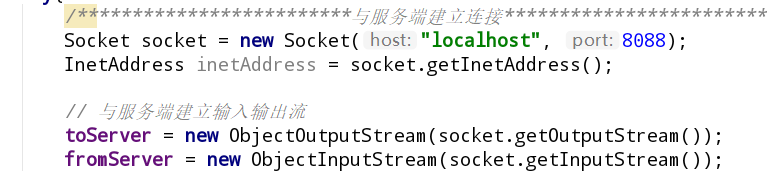 y{
/*************************与服务端建立连接************************
Socket socket = new Socket( host: "localhost", port: 8088);
InetAddress inetAddress = socket.getInetAddress();
// 与服务端建立输入输出流
toServer = new ObjectOutputStream(socket.getOutputStream());
fromServer = new ObjectInputStream(socket.getInputStream());